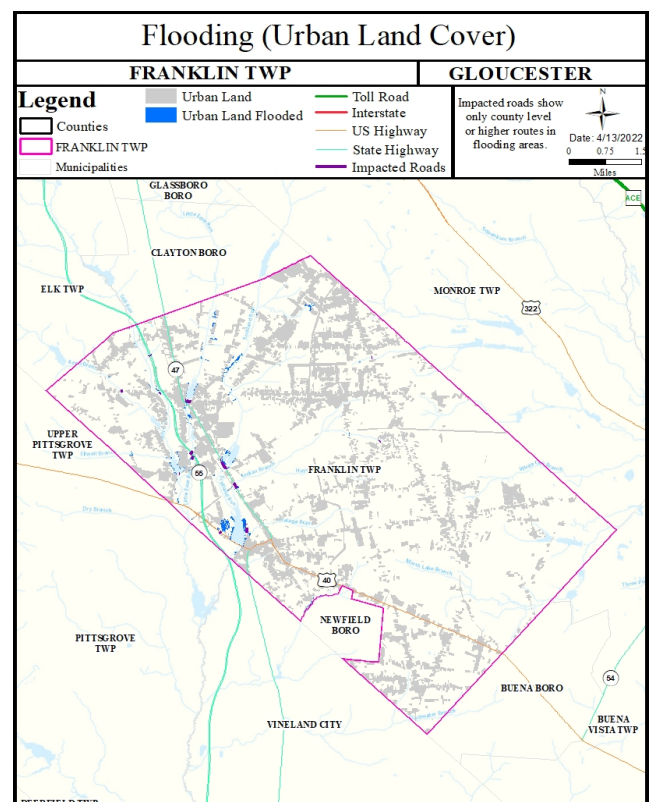 Flooding (Urban Land Cover)
FRANKLIN TWP
GLOUCESTER
Legend
Counties
FRANKLIN TWP
Municipalities
Urban Land
Urban Land Flooded
Toll Road
Interstate
US Highway
State Highway
Impacted Roads
Impacted roads show
only county level
or higher routes in
flooding areas.
N
Date: 4/13/2022
0 0.75 1.5
Miles
GLASSBORO
BORO
ACE
CLAYTON BORO
ELK TWP
MONROE TWP
322
47
UPPER
PITTSGROVE
TWP
55
FRANKLIN TWP
Dry Branch
40
NEWFIELD
BORO
PITTSGROVE
TWP
54
BUENA BORO
BUENA
VISTA TWP
VINELAND CITY